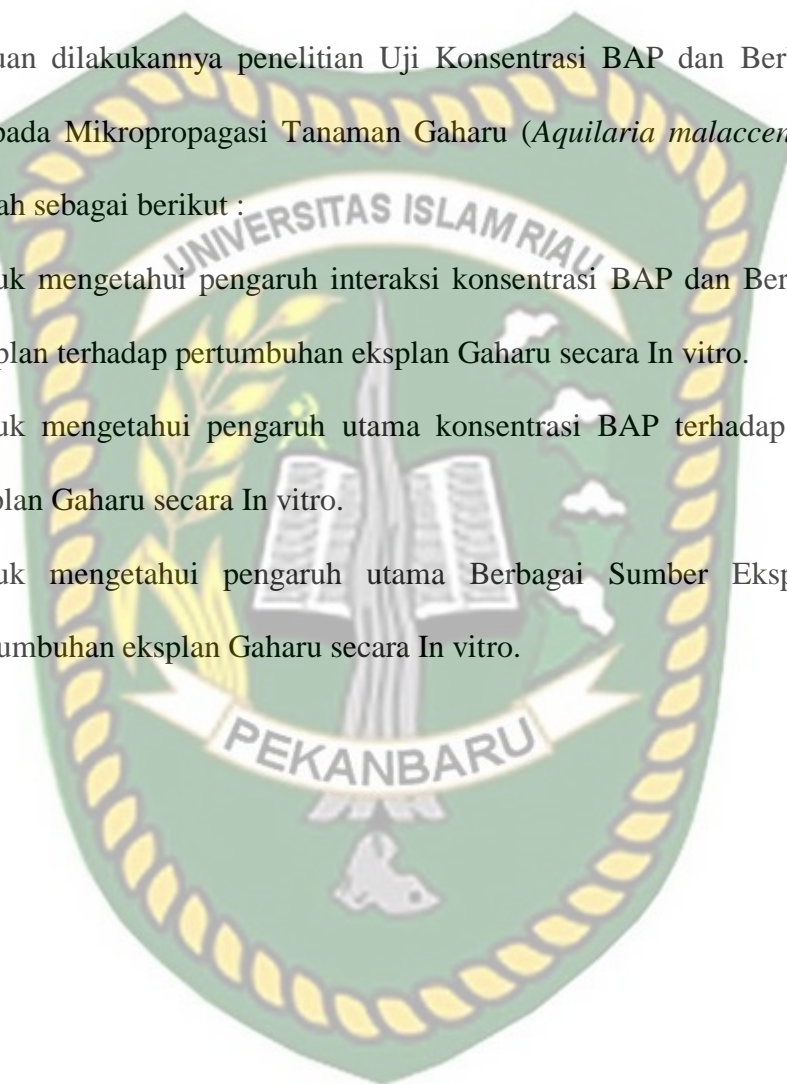 uan dilakukannya penelitian Uji Konsentrasi BAP dan Ber
pada Mikropropagasi Tanaman Gaharu (Aquilaria malaccen
ah sebagai berikut :
UNIVERSITAS ISLAM RIAU
uk mengetahui pengaruh interaksi konsentrasi BAP dan Ber
plan terhadap pertumbuhan eksplan Gaharu secara In vitro.
uk mengetahui pengaruh utama konsentrasi BAP terhadap
plan Gaharu secara In vitro.
uk mengetahui pengaruh utama Berbagai Sumber Eksp
umbuhan eksplan Gaharu secara In vitro.
PEKANBARU